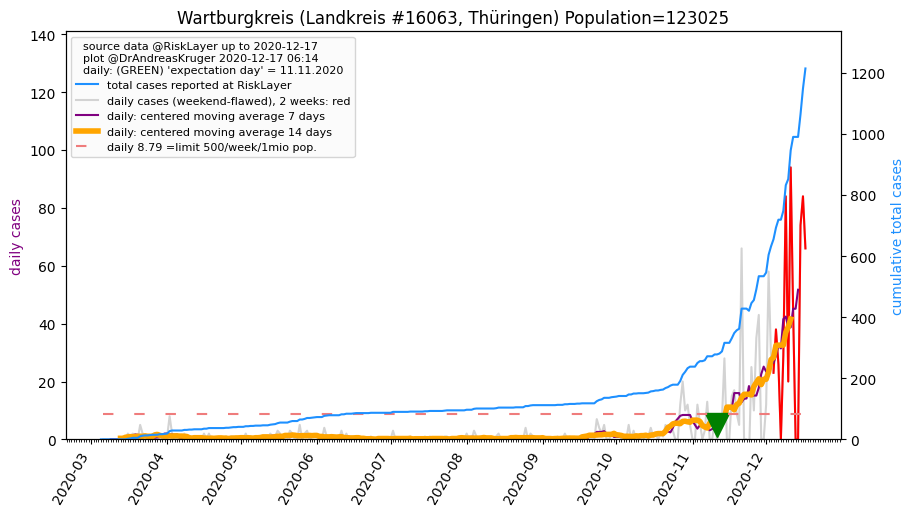 Wartburgkreis (Landkreis #16063, Thüringen) Population=123025
source data @RiskLayer up to 2020-12-17
plot @DrAndreasKruger 2020-12-17 06:14
daily: (GREEN) 'expectation day' = 11.11.2020
total cases reported at RiskLayer
daily cases (weekend-flawed), 2 weeks: red
daily: centered moving average 7 days
daily: centered moving average 14 days
daily 8.79 =limit 500/week/1mio pop.
daily cases
140
120
100
80
60
40
20
0
cumulative total cases
1200
1000
800
600
400
200
0
2020-03
2020-04
2020-05
2020-06
2020-07
2020-08
2020-09
2020-10
2020-11
2020-12